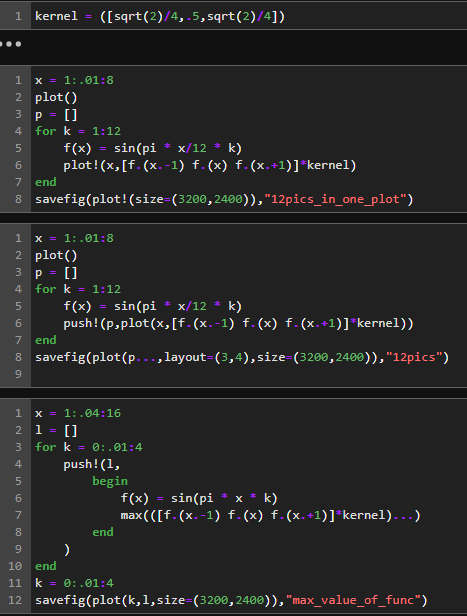 1 kernel = ([sqrt(2)/4,.5,sqrt(2)/4])
•••
1 x = 1:.01:8
2 plot()
3 p = []
4 for k = 1:12
5 f(x) = sin(pi * x/12 * k)
6 plot!(x,[f.(x.-1) f.(x) f.(x.+1)]*kernel)
7 end
8 savefig(plot!(size=(3200,2400)),"12pics_in_one_plot")
1 x = 1:.01:8
2 plot()
3 p = []
4 for k = 1:12
5 f(x) = sin(pi * x/12 * k)
6 push!(p,plot(x,[f.(x.-1) f.(x) f.(x.+1)]*kernel))
7 end
8 savefig(plot(p...,layout=(3,4),size=(3200,2400)),"12pics")
9
1 x = 1:.04:16
2 l = []
3 for k = 0:.01:4
4 push!(l,
5 begin
6 f(x) = sin(pi * x * k)
7 max(([f.(x.-1) f.(x) f.(x.+1)]*kernel)...)
8 end
9 )
10 end
11 k = 0:.01:4
12 savefig(plot(k,l,size=(3200,2400)),"max_value_of_func")